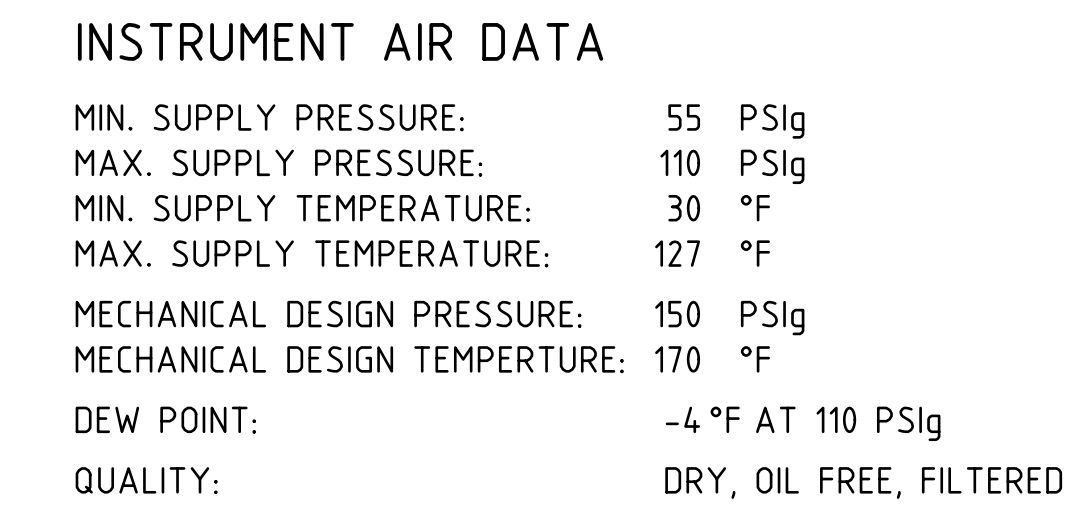 INSTRUMENT AIR DATA
MIN. SUPPLY PRESSURE: 55 PSIg
MAX. SUPPLY PRESSURE: 110 PSIg
MIN. SUPPLY TEMPERATURE: 30 °F
MAX. SUPPLY TEMPERATURE: 127 °F
MECHANICAL DESIGN PRESSURE: 150 PSIg
MECHANICAL DESIGN TEMPERTURE: 170 °F
DEW POINT: -4 °F AT 110 PSIg
QUALITY: DRY, OIL FREE, FILTERED